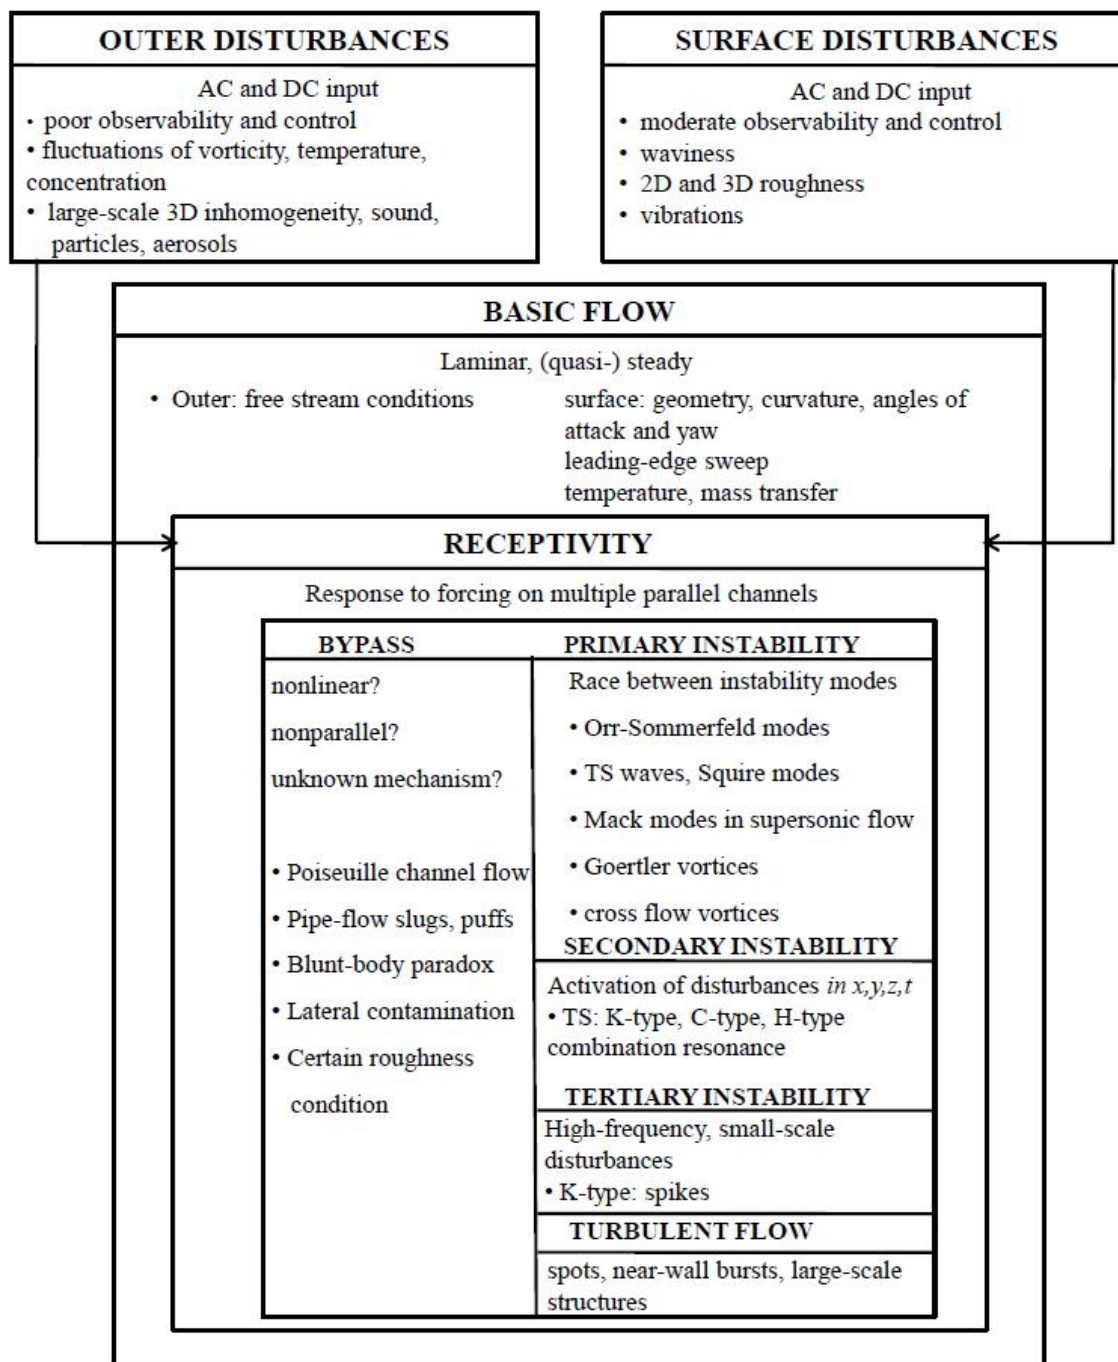 OUTER DISTURBANCES
AC and DC input
• poor observability and control
• fluctuations of vorticity, temperature,
concentration
• large-scale 3D inhomogeneity, sound,
particles, aerosols
SURFACE DISTURBANCES
AC and DC input
• moderate observability and control
• waviness
• 2D and 3D roughness
• vibrations
BASIC FLOW
Laminar, (quasi-) steady
• Outer: free stream conditions
surface: geometry, curvature, angles of
attack and yaw
leading-edge sweep
temperature, mass transfer
RECEPTIVITY
Response to forcing on multiple parallel channels
BYPASS
nonlinear?
nonparallel?
unknown mechanism?
• Poiseuille channel flow
• Pipe-flow slugs, puffs
• Blunt-body paradox
• Lateral contamination
• Certain roughness
condition
PRIMARY INSTABILITY
Race between instability modes
• Orr-Sommerfeld modes
• TS waves, Squire modes
• Mack modes in supersonic flow
• Goertler vortices
• cross flow vortices
SECONDARY INSTABILITY
Activation of disturbances in x,y,z,t
• TS: K-type, C-type, H-type
combination resonance
TERTIARY INSTABILITY
High-frequency, small-scale
disturbances
• K-type: spikes
TURBULENT FLOW
spots, near-wall bursts, large-scale
structures